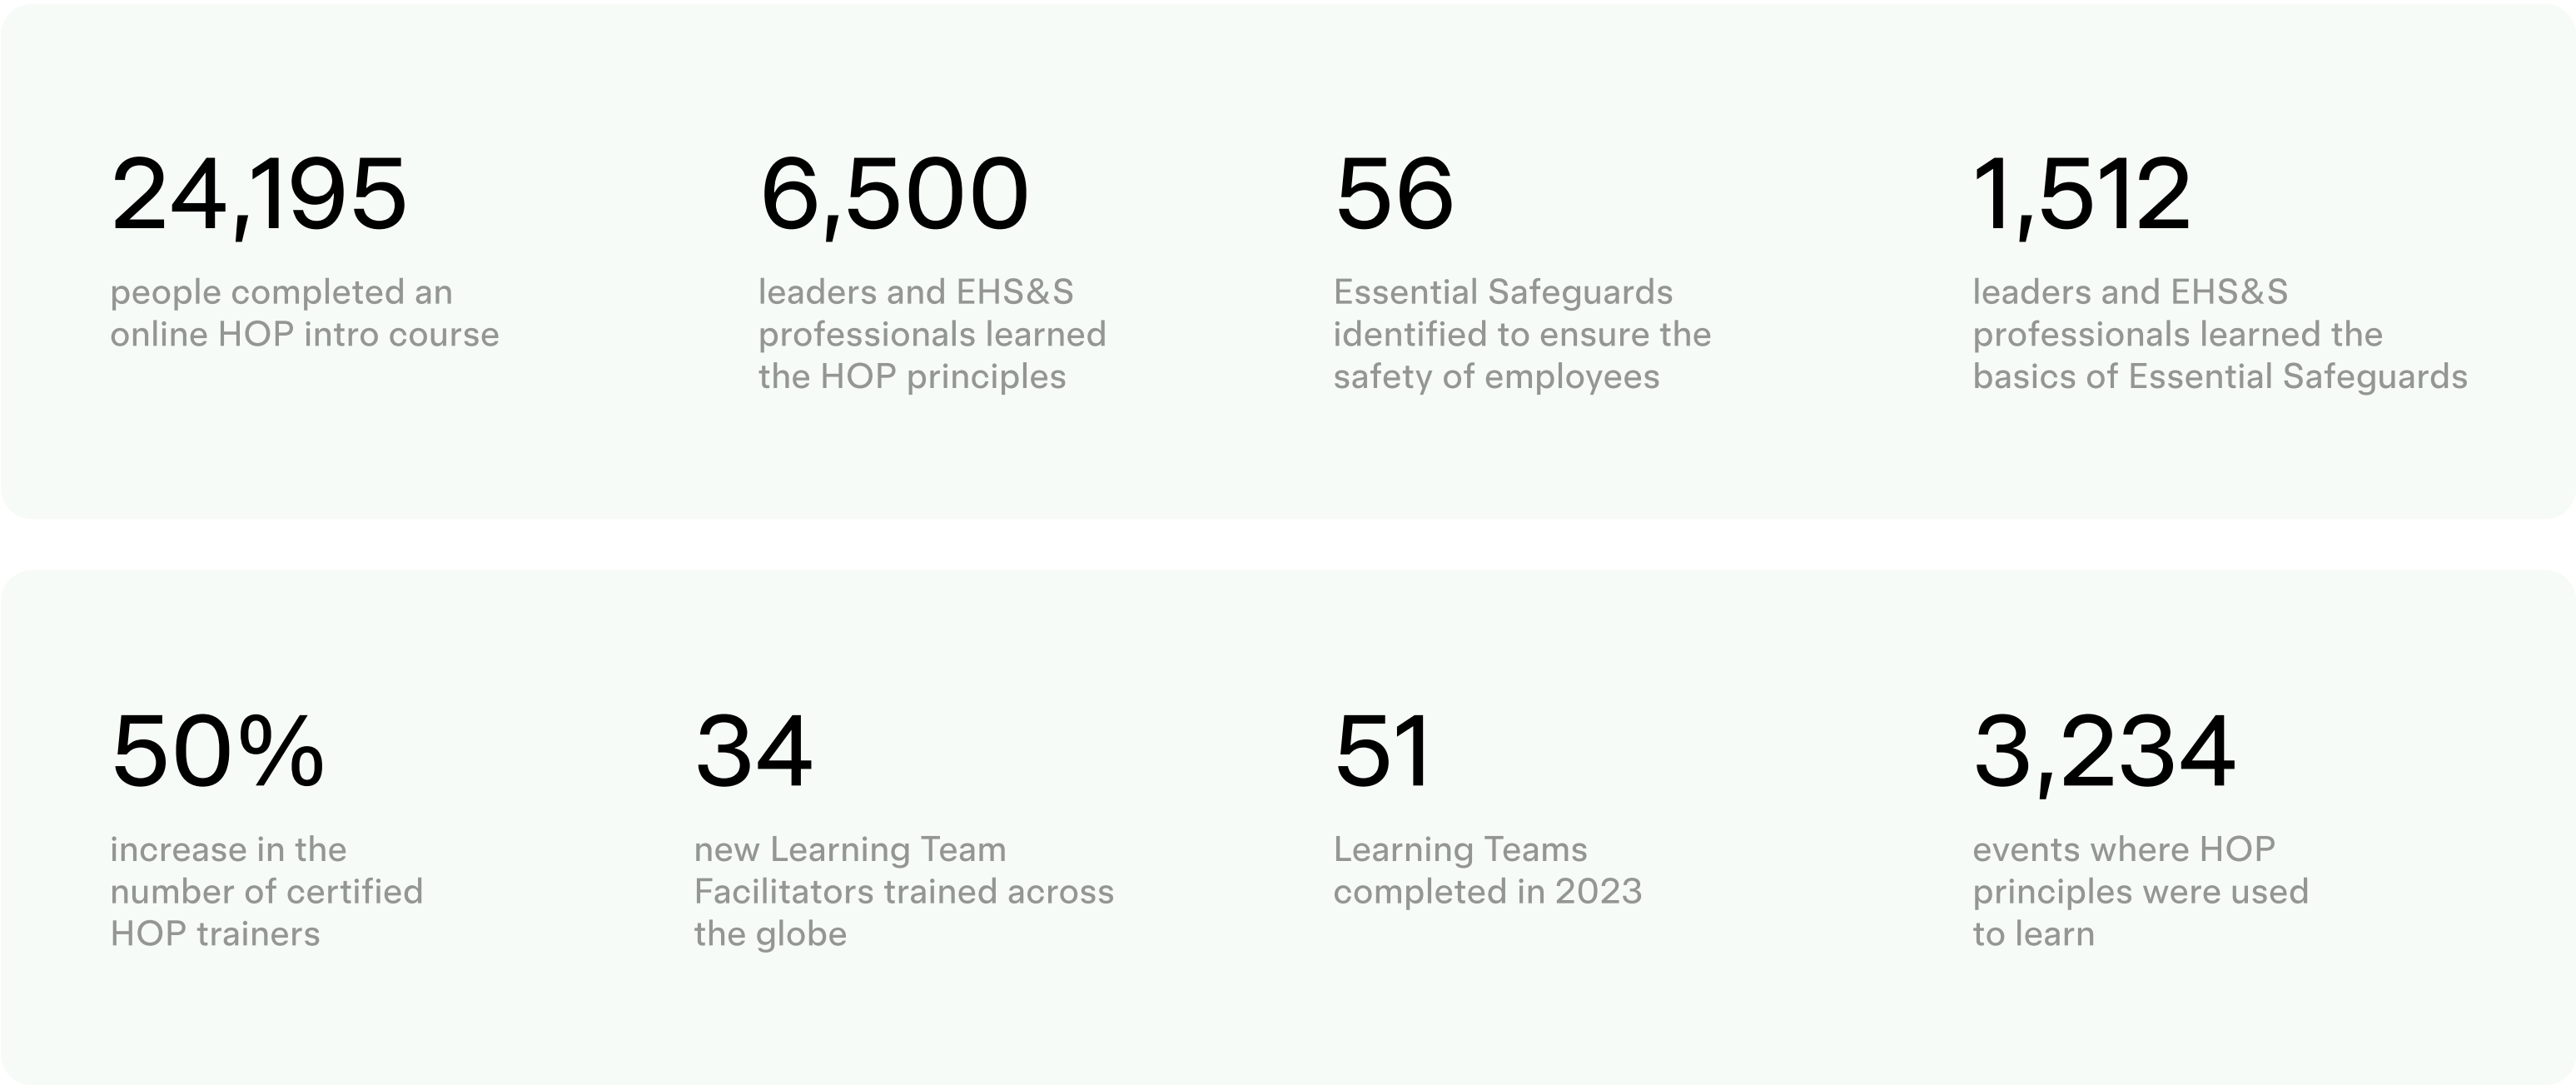 24,195
people completed an
online HOP intro course
6,500
leaders and EHS&S
professionals learned
the HOP principles
56
Essential Safeguards
identified to ensure the
safety of employees
1,512
leaders and EHS&S
professionals learned the
basics of Essential Safeguards
50%
increase in the
number of certified
HOP trainers
34
new Learning Team
Facilitators trained across
the globe
51
Learning Teams
completed in 2023
3,234
events where HOP
principles were used
to learn